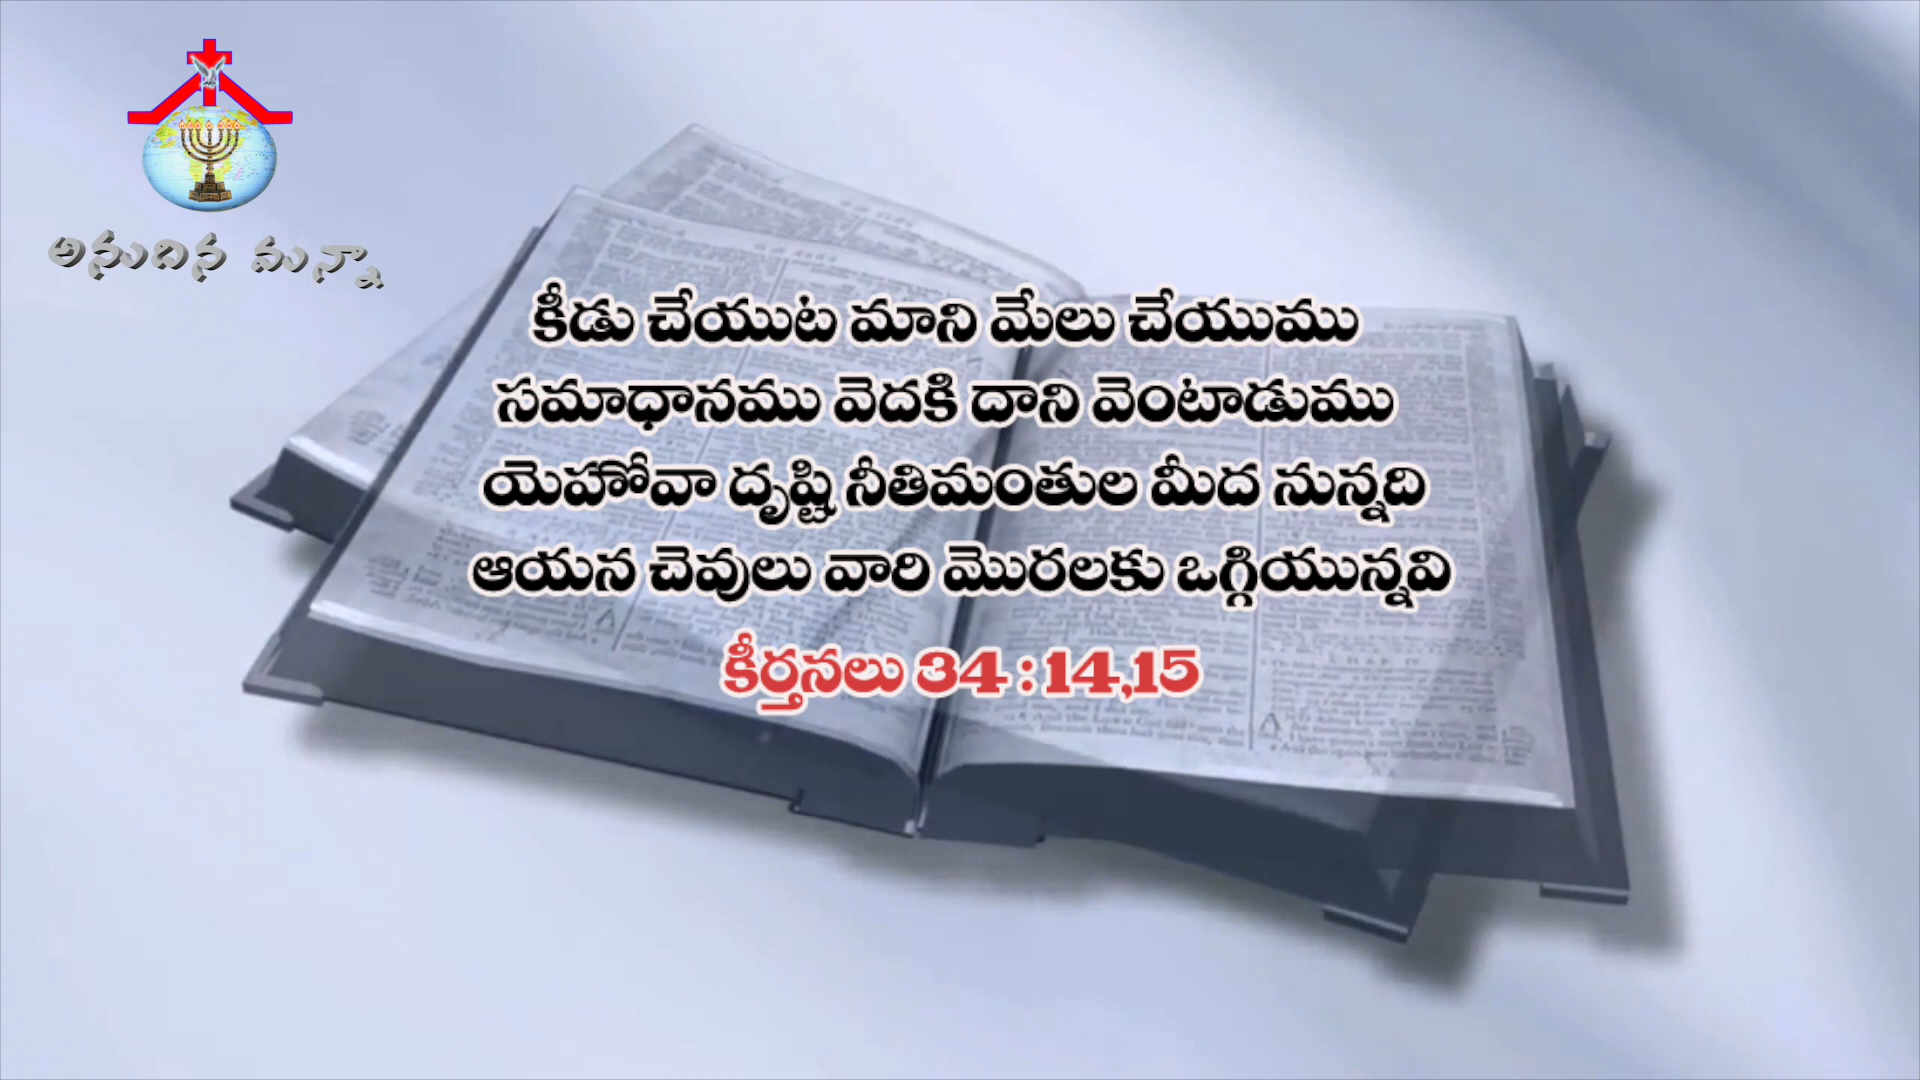 అనుదిన మన్నా
కీడు చేయుట మాని మేలు చేయుము
సమాధానము వెదకి దాని వెంటాడుము
యెహోవా దృష్టి నీతిమంతుల మీద నున్నది
ఆయన చెవులు వారి మొరలకు ఒగ్గియున్నవి
కీర్తనలు 34 : 14,15